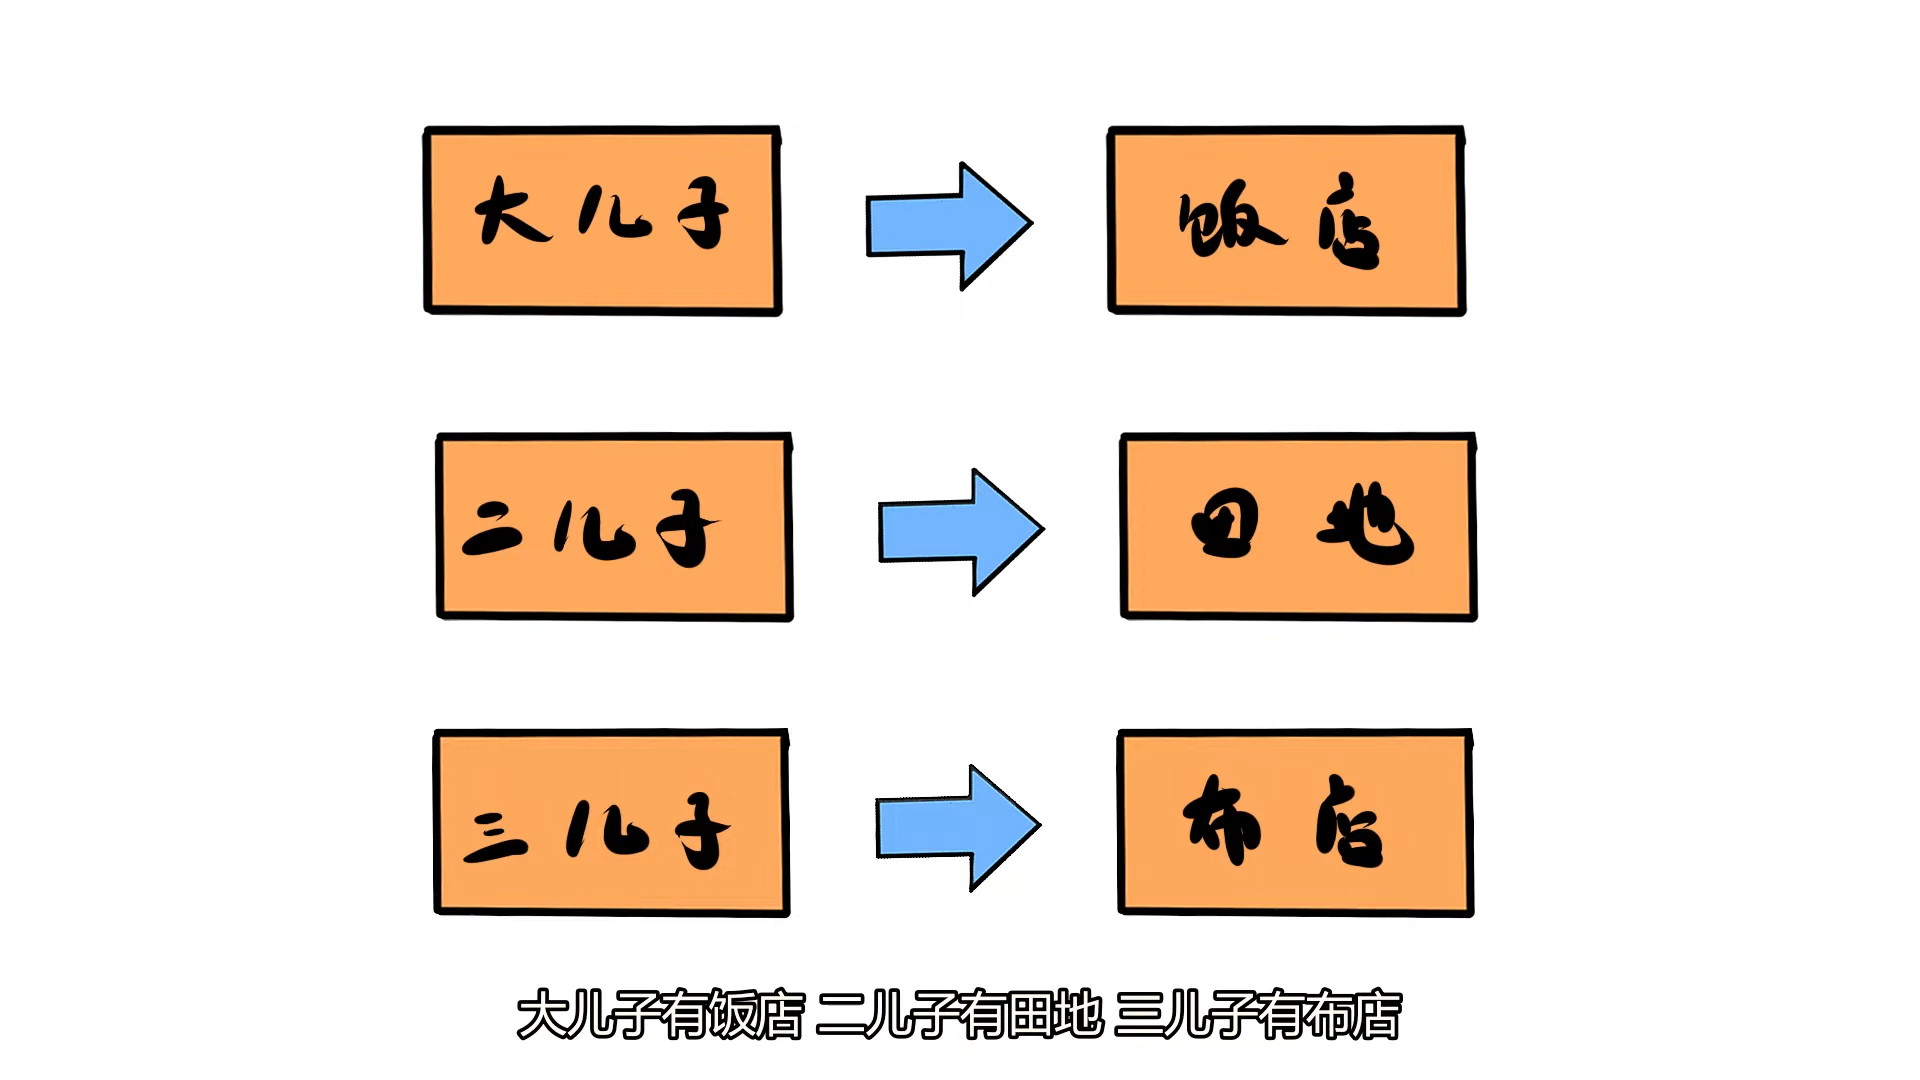 大儿子
饭店
二儿子
田地
三儿子
布店
大儿子有饭店 二儿子有田地 三儿子有布店